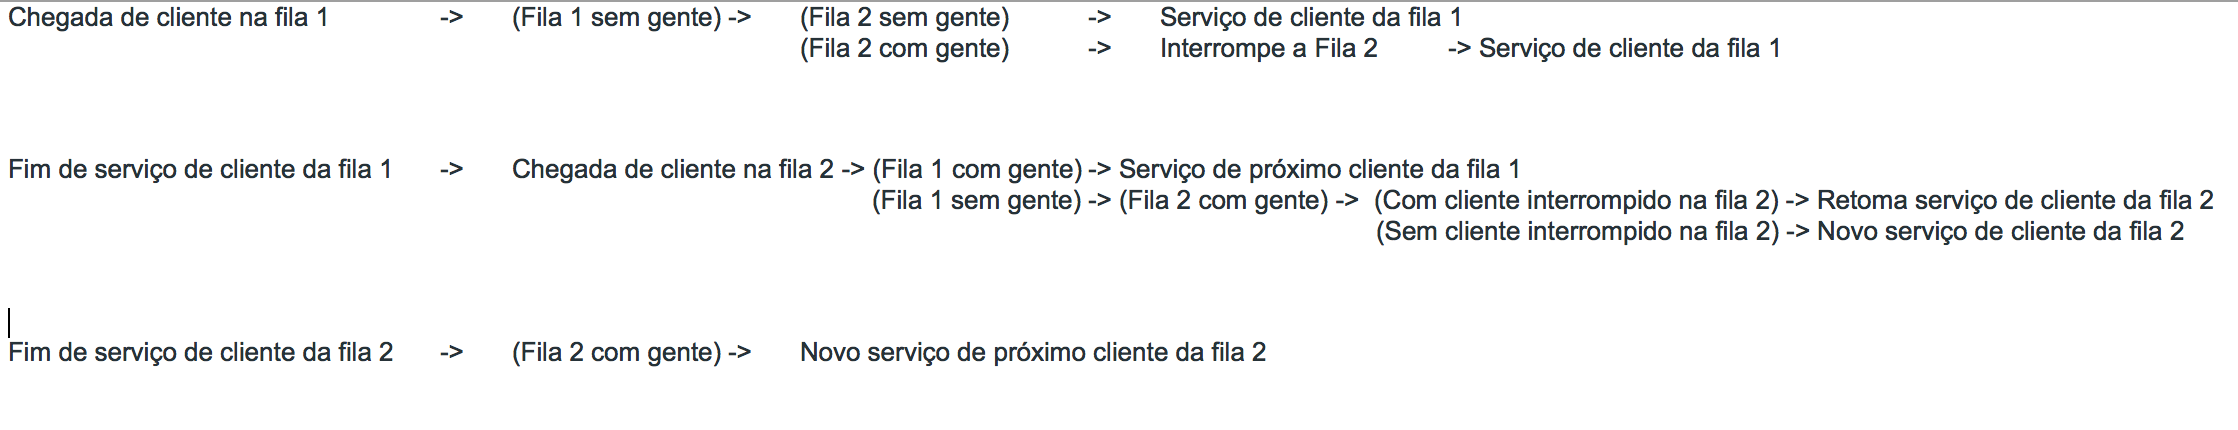 Chegada de cliente na fila 1 -> (Fila 1 sem gente) -> (Fila 2 sem gente) -> Serviço de cliente da fila 1
(Fila 2 com gente) -> Interrompe a Fila 2 -> Serviço de cliente da fila 1
Fim de serviço de cliente da fila 1 -> Chegada de cliente na fila 2 -> (Fila 1 com gente) -> Serviço de próximo cliente da fila 1
(Fila 1 sem gente) -> (Fila 2 com gente) -> (Com cliente interrompido na fila 2) -> Retoma serviço de cliente da fila 2
(Sem cliente interrompido na fila 2) -> Novo serviço de cliente da fila 2
Fim de serviço de cliente da fila 2 -> (Fila 2 com gente) -> Novo serviço de próximo cliente da fila 2